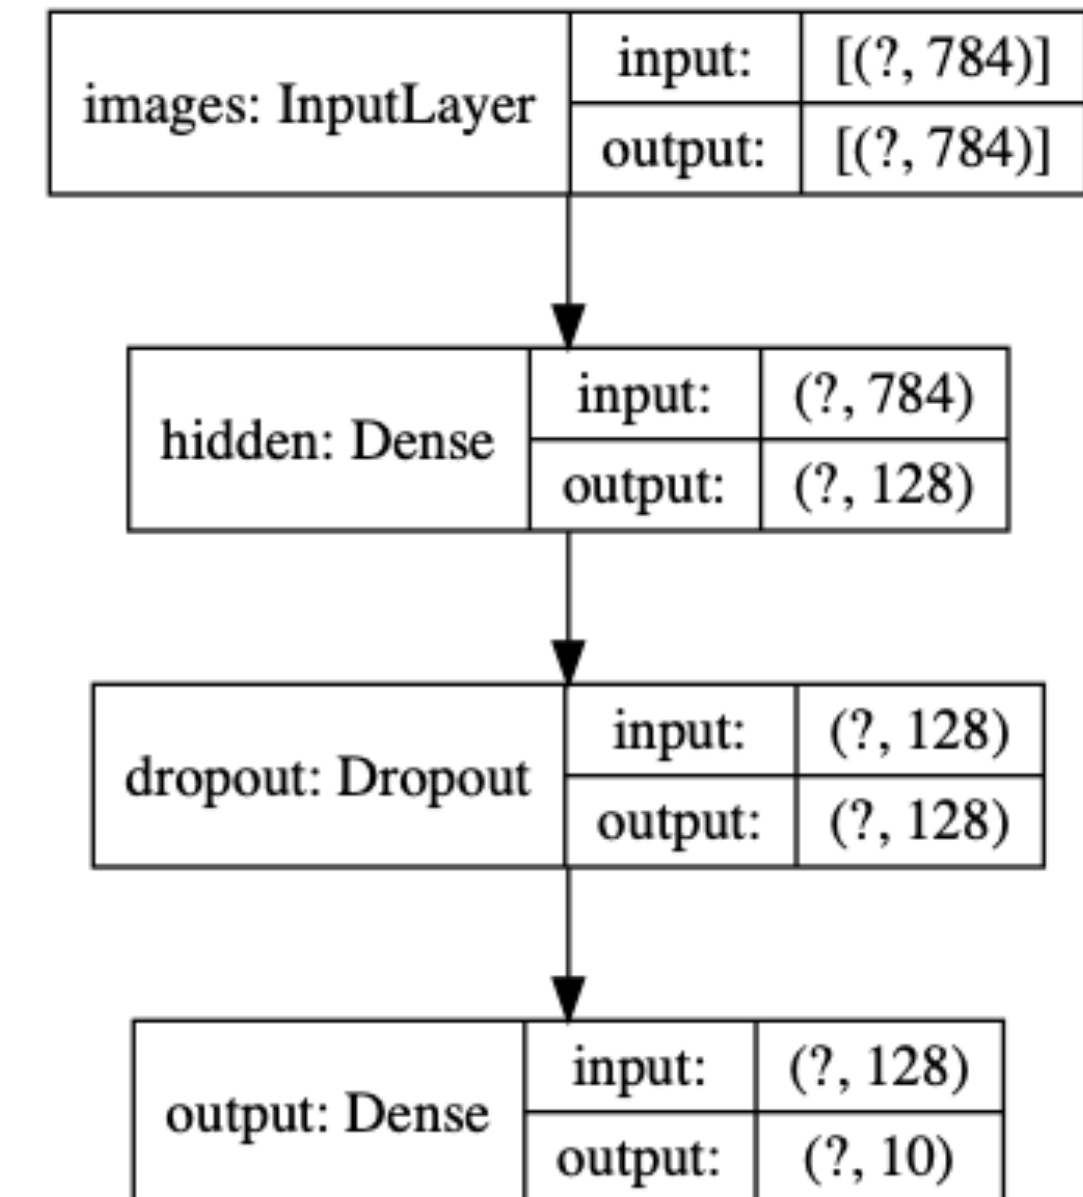 images: InputLayer
input: [(?, 784)]
output: [(?, 784)]
hidden: Dense
input: (?, 784)
output: (?, 128)
dropout: Dropout
input: (?, 128)
output: (?, 128)
output: Dense
input: (?, 128)
output: (?, 10)